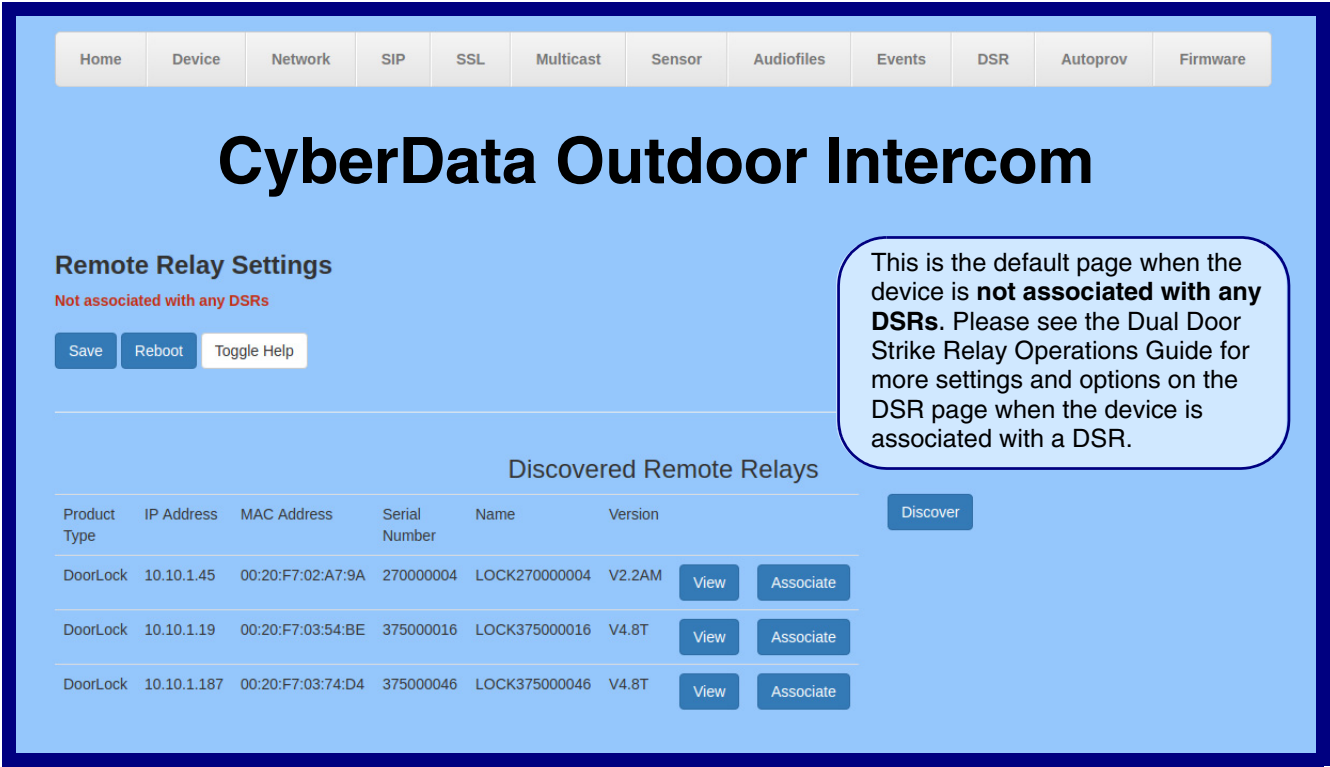 Home Device Network SIP SSL Multicast Sensor Audiofiles Events DSR Autoprov Firmware
CyberData Outdoor Intercom
Remote Relay Settings
Not associated with any DSRs
Save Reboot Toggle Help
This is the default page when the
device is not associated with any
DSRs. Please see the Dual Door
Strike Relay Operations Guide for
more settings and options on the
DSR page when the device is
associated with a DSR.
Discovered Remote Relays
Product IP Address MAC Address Serial Name Version
Type Number
Discover
DoorLock 10.10.1.45 00:20:F7:02:A7:9A 270000004 LOCK270000004 V2.2AM View Associate
DoorLock 10.10.1.19 00:20:F7:03:54:BE 375000016 LOCK375000016 V4.8T View Associate
DoorLock 10.10.1.187 00:20:F7:03:74:D4 375000046 LOCK375000046 V4.8T View Associate